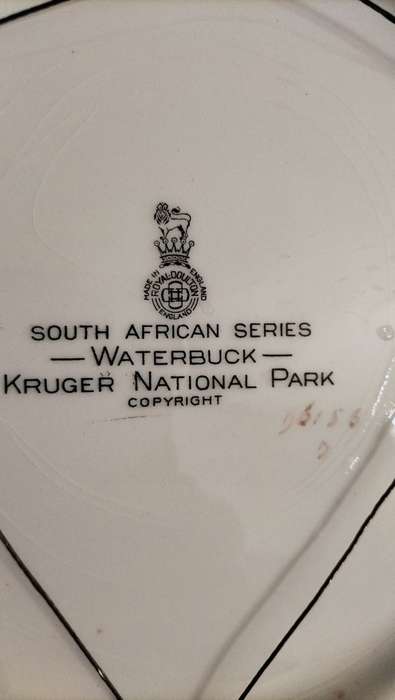 MADE IN ENGLAND
ROYAL DOULTON
ENGLAND
SOUTH AFRICAN SERIES
— WATERBUCK —
KRUGER NATIONAL PARK
COPYRIGHT